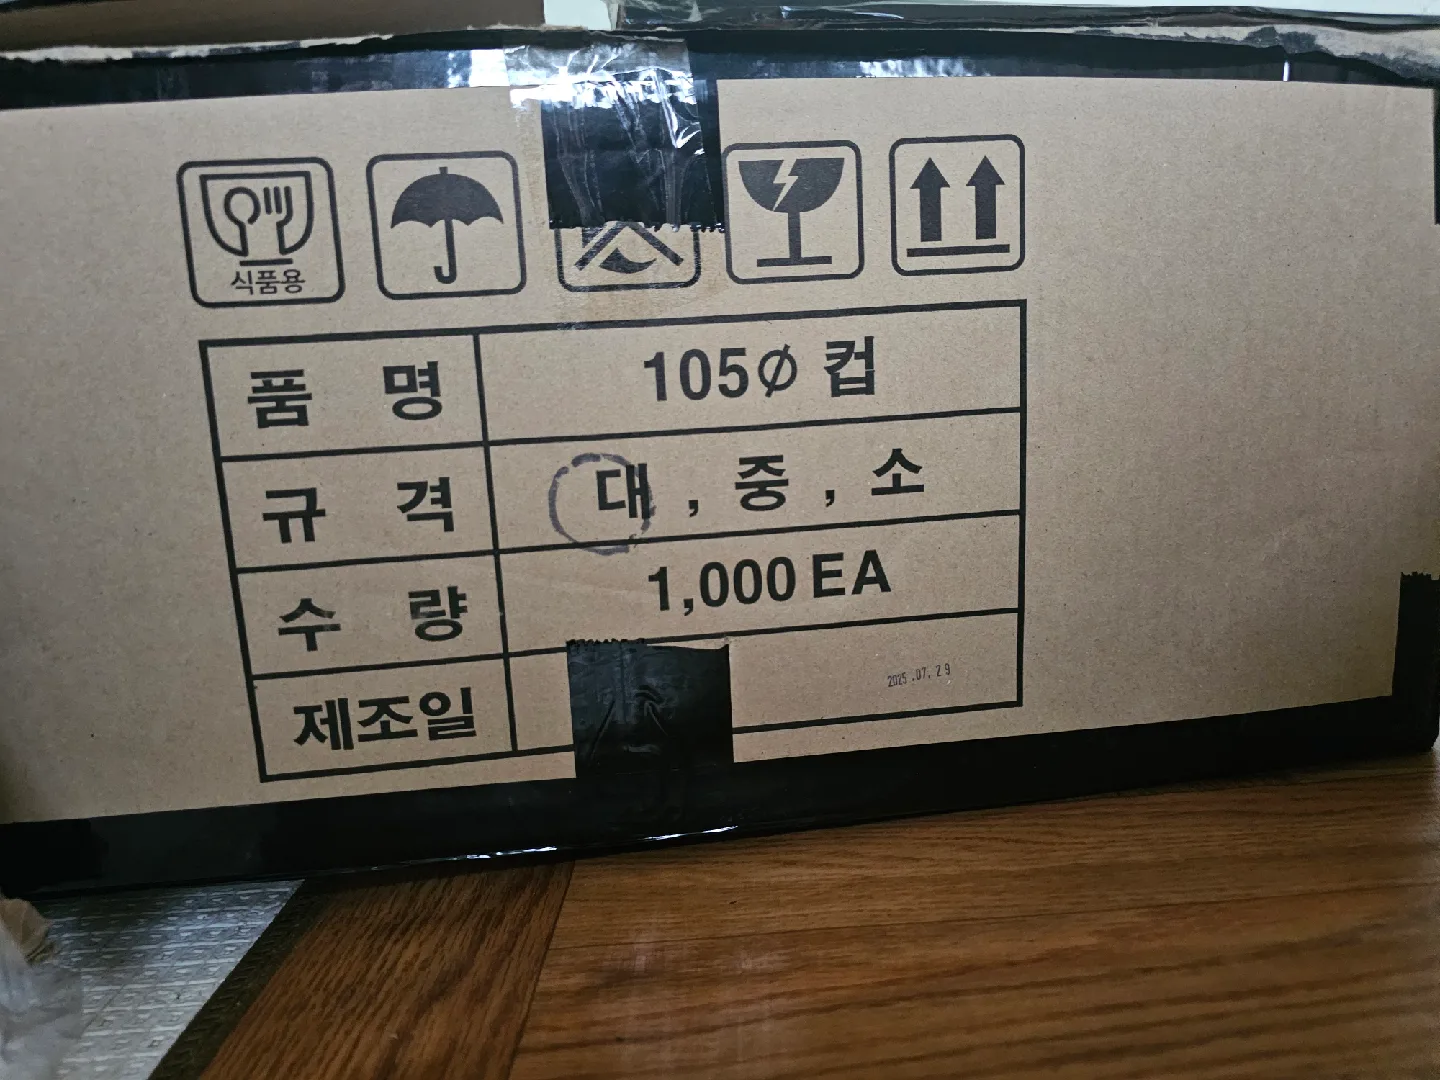 식품용
품 명 105∅ 컵
규 격 대 , 중 , 소
수 량 1,000 EA
제조일 2025.07.29